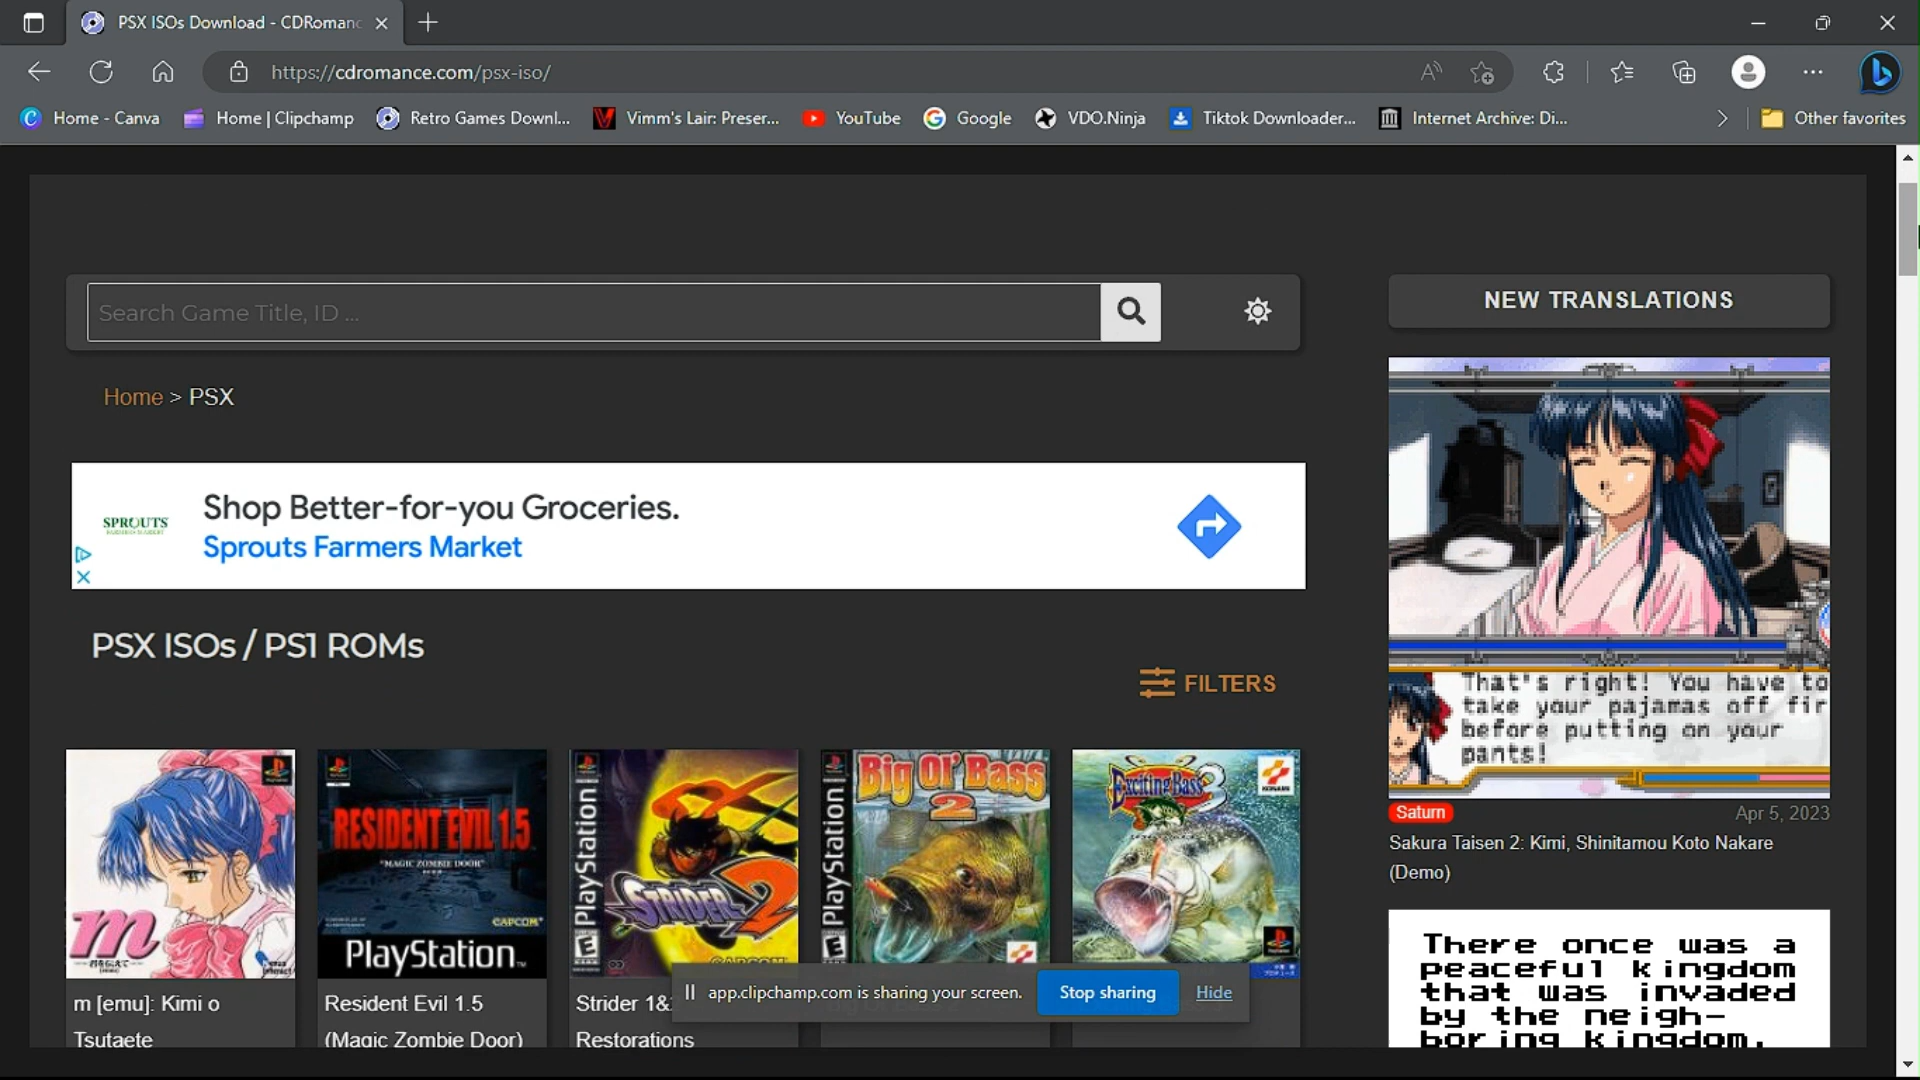 PSX ISOs Download - CDRomanc
https://cdromance.com/psx-iso/
Home - Canva
Home | Clipchamp
Retro Games Downl...
Vimm's Lair: Preser...
YouTube
Google
VDO.Ninja
Tiktok Downloader...
Internet Archive: Di...
Other favorites
Search Game Title, ID ...
Home > PSX
SPROUTS
Shop Better-for-you Groceries.
Sprouts Farmers Market
PSX ISOs / PS1 ROMs
FILTERS
m
RESIDENT EVIL 1.5
"MAGIC ZOMBIE DOOR"
CAPCOM
PlayStation
PlayStation
STRIDER 2
CAPCOM
PlayStation
Big Ol' Bass
2
Exciting Bass 3
KONAMI
m [emu]: Kimi o
Tsutaete
Resident Evil 1.5
(Magic Zombie Door)
Strider 1&
Restorations
app.clipchamp.com is sharing your screen.
Stop sharing
Hide
NEW TRANSLATIONS
That's right! You have to
take your pajamas off fir
before putting on your
pants!
Saturn
Apr 5, 2023
Sakura Taisen 2: Kimi, Shinitamou Koto Nakare
(Demo)
There once was a
peaceful kingdom
that was invaded
by the neigh-
boring kingdom.